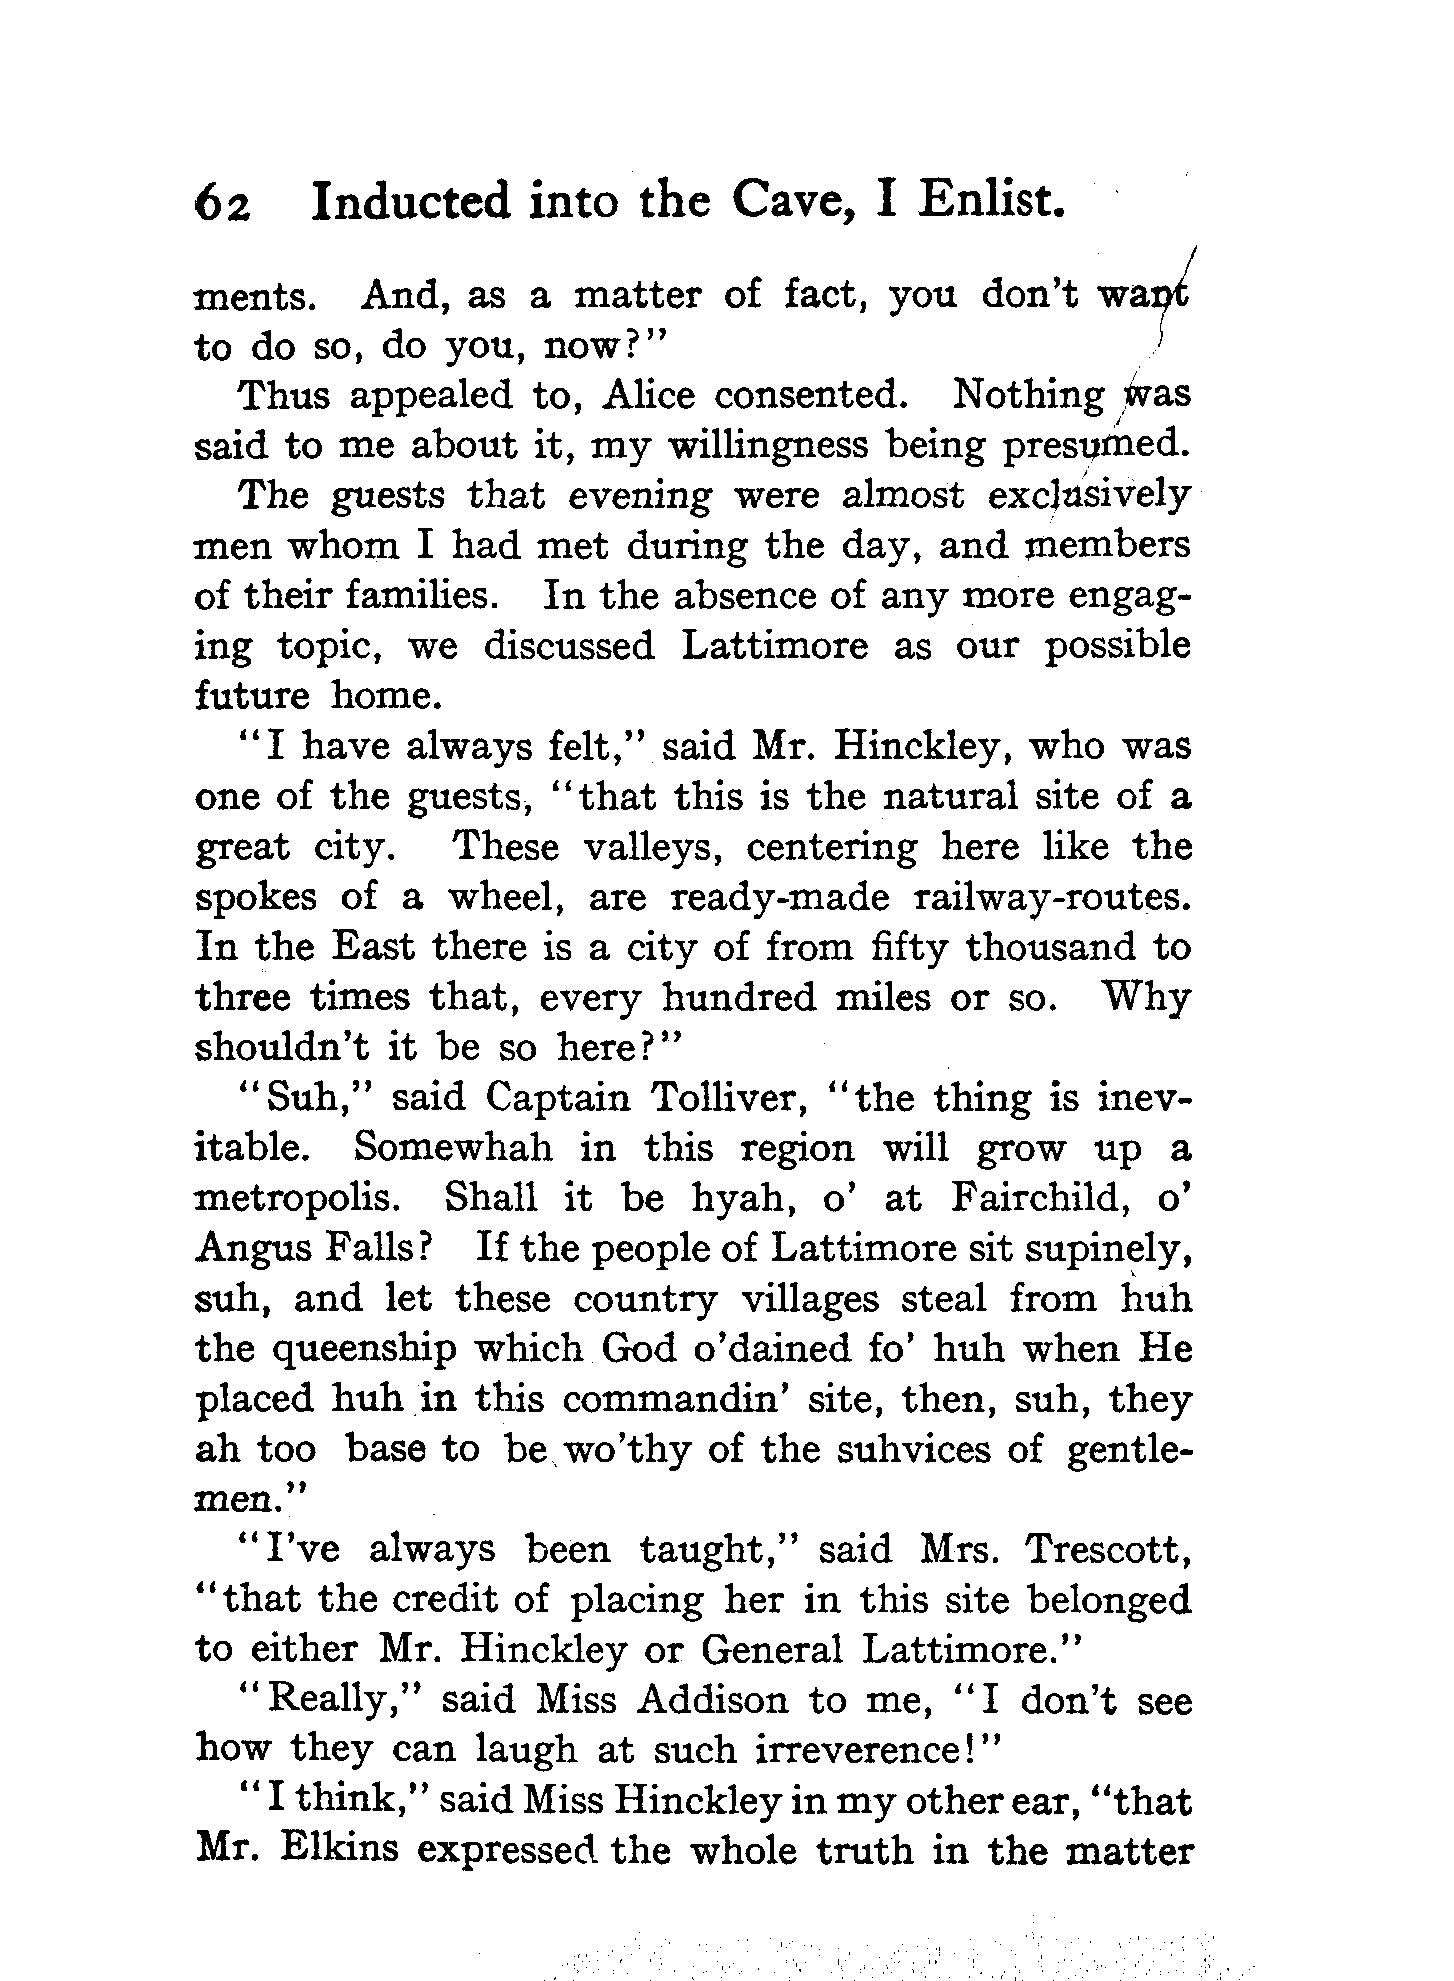 62 Inducted into the Cave, I Enlist.
ments. And, as a matter of fact, you don't want
to do so, do you, now?"
Thus appealed to, Alice consented. Nothing was
said to me about it, my willingness being presumed.
The guests that evening were almost exclusively
men whom I had met during the day, and members
of their families. In the absence of any more engag-
ing topic, we discussed Lattimore as our possible
future home.
"I have always felt," said Mr. Hinckley, who was
one of the guests, "that this is the natural site of a
great city. These valleys, centering here like the
spokes of a wheel, are ready-made railway-routes.
In the East there is a city of from fifty thousand to
three times that, every hundred miles or so. Why
shouldn't it be so here?"
"Suh," said Captain Tolliver, "the thing is inev-
itable. Somewhah in this region will grow up a
metropolis. Shall it be hyah, o' at Fairchild, o'
Angus Falls? If the people of Lattimore sit supinely,
suh, and let these country villages steal from huh
the queenship which God o'dained fo' huh when He
placed huh in this commandin' site, then, suh, they
ah too base to be wo'thy of the suhvices of gentle-
men."
"I've always been taught," said Mrs. Trescott,
"that the credit of placing her in this site belonged
to either Mr. Hinckley or General Lattimore."
"Really," said Miss Addison to me, "I don't see
how they can laugh at such irreverence!"
"I think," said Miss Hinckley in my other ear, "that
Mr. Elkins expressed the whole truth in the matter